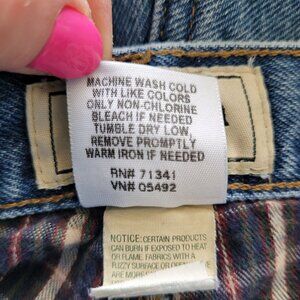 MACHINE WASH COLD
WITH LIKE COLORS
ONLY NON-CHLORINE
BLEACH IF NEEDED
TUMBLE DRY LOW,
REMOVE PROMPTLY
WARM IRON IF NEEDED
RN# 71341
VN# 05492
NOTICE: CERTAIN PRODUCTS
CAN BURN IF EXPOSED TO HEAT
OR FLAME. FABRICS WITH A
FUZZY SURFACE OR